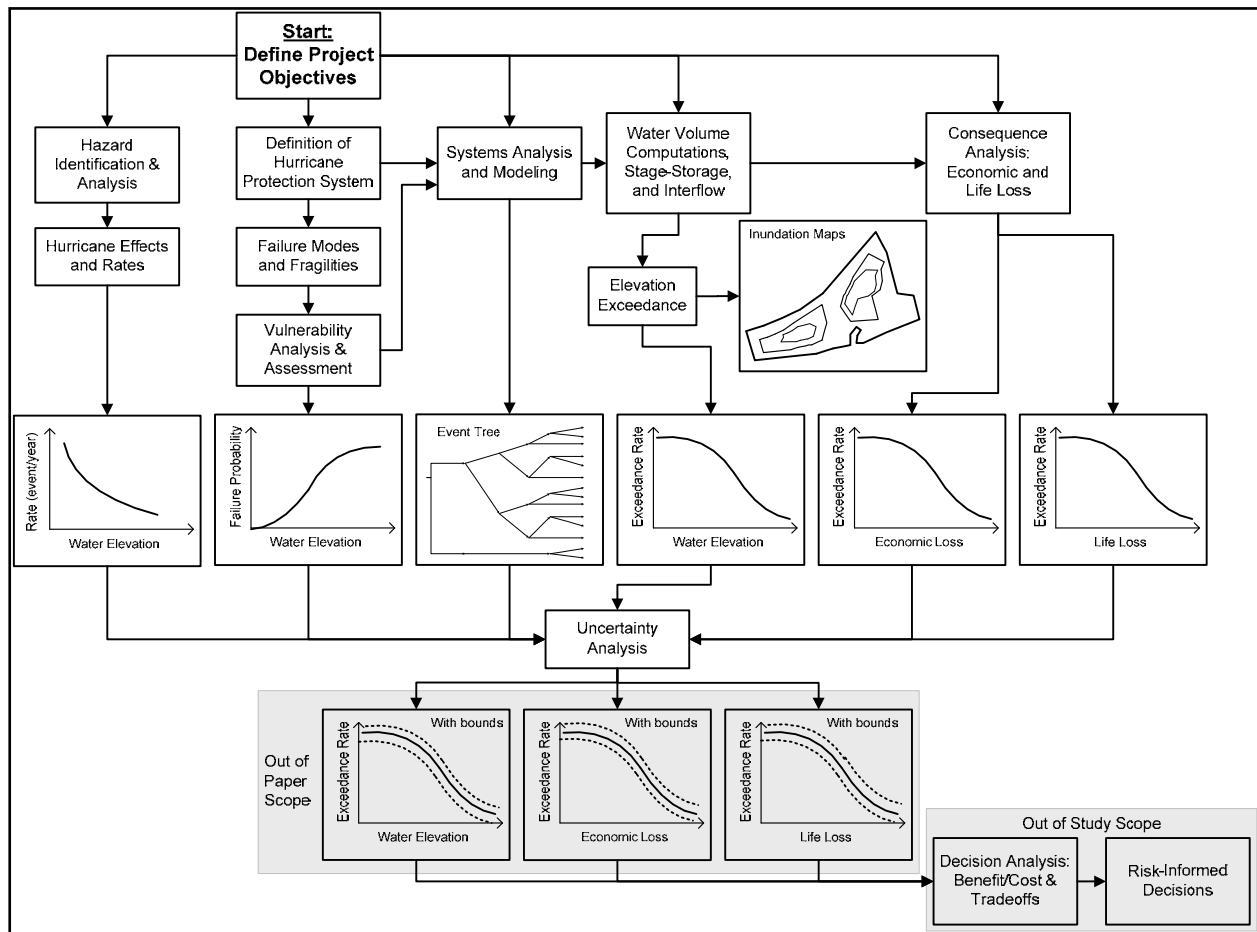 Start:
Define Project
Objectives
Hazard
Identification &
Analysis
Definition of
Hurricane
Protection System
Systems Analysis
and Modeling
Water Volume
Computations,
Stage-Storage,
and Interflow
Consequence
Analysis:
Economic and
Life Loss
Hurricane Effects
and Rates
Failure Modes
and Fragilities
Elevation
Exceedance
Inundation Maps
Vulnerability
Analysis &
Assessment
Rate (event/year)
Water Elevation
Failure Probability
Water Elevation
Event Tree
Exceedance Rate
Water Elevation
Exceedance Rate
Economic Loss
Exceedance Rate
Life Loss
Uncertainty
Analysis
Out of
Paper
Scope
With bounds
Exceedance Rate
Water Elevation
With bounds
Exceedance Rate
Economic Loss
With bounds
Exceedance Rate
Life Loss
Out of Study Scope
Decision Analysis:
Benefit/Cost &
Tradeoffs
Risk-Informed
Decisions